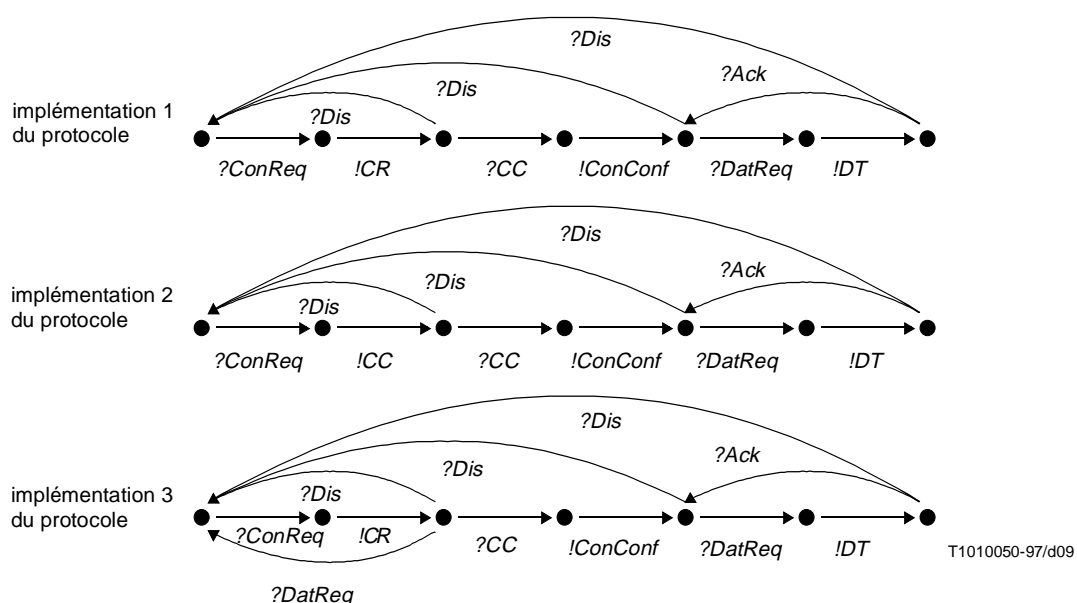 ?Dis
?Ack
?Dis
implémentation 1
du protocole
?Dis
?ConReq !CR ?CC !ConConf ?DatReq !DT
?Dis
?Ack
?Dis
implémentation 2
du protocole
?Dis
?ConReq !CC ?CC !ConConf ?DatReq !DT
?Dis
?Ack
?Dis
implémentation 3
du protocole
?Dis
?ConReq !CR ?CC !ConConf ?DatReq !DT
T1010050-97/d09
?DatReq